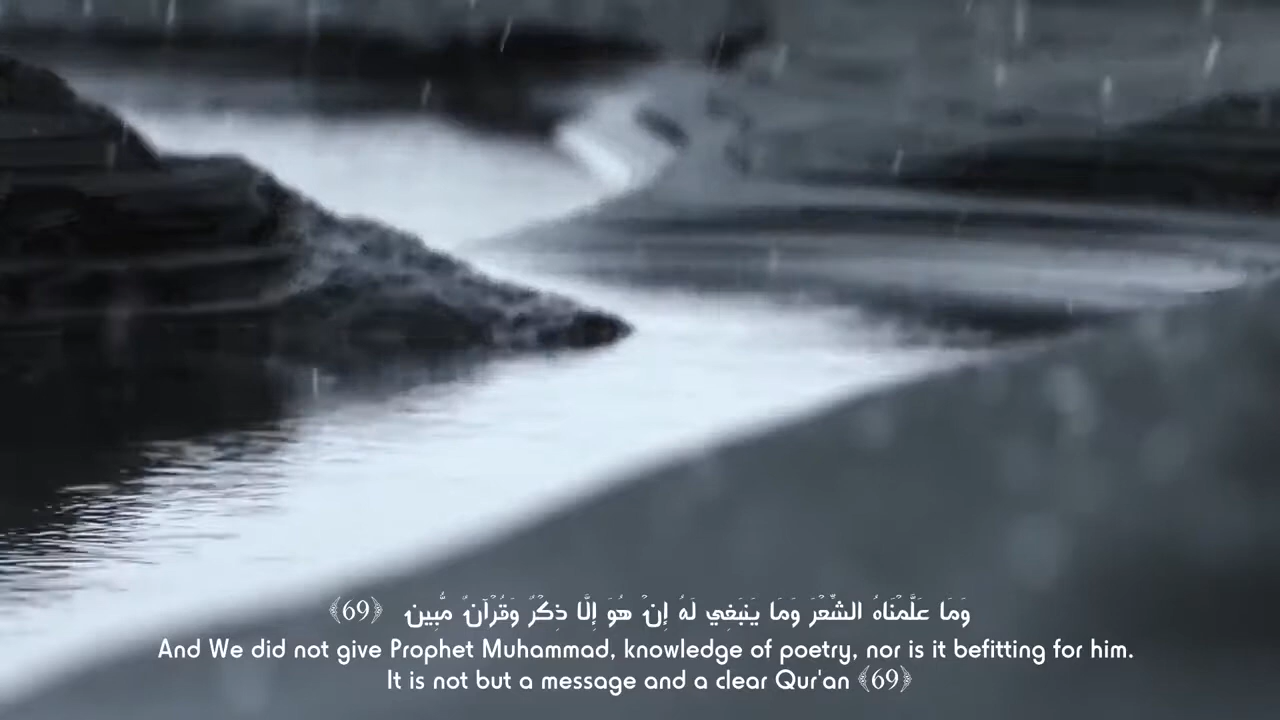 وَمَا عَلَّمْنَاهُ الشِّعْرَ وَمَا يَنبَغِي لَهُ إِنْ هُوَ إِلَّا ذِكْرٌ وَقُرْآنٌ مُّبِينٌ ﴿69﴾
And We did not give Prophet Muhammad, knowledge of poetry, nor is it befitting for him.
It is not but a message and a clear Qur'an ﴿69﴾